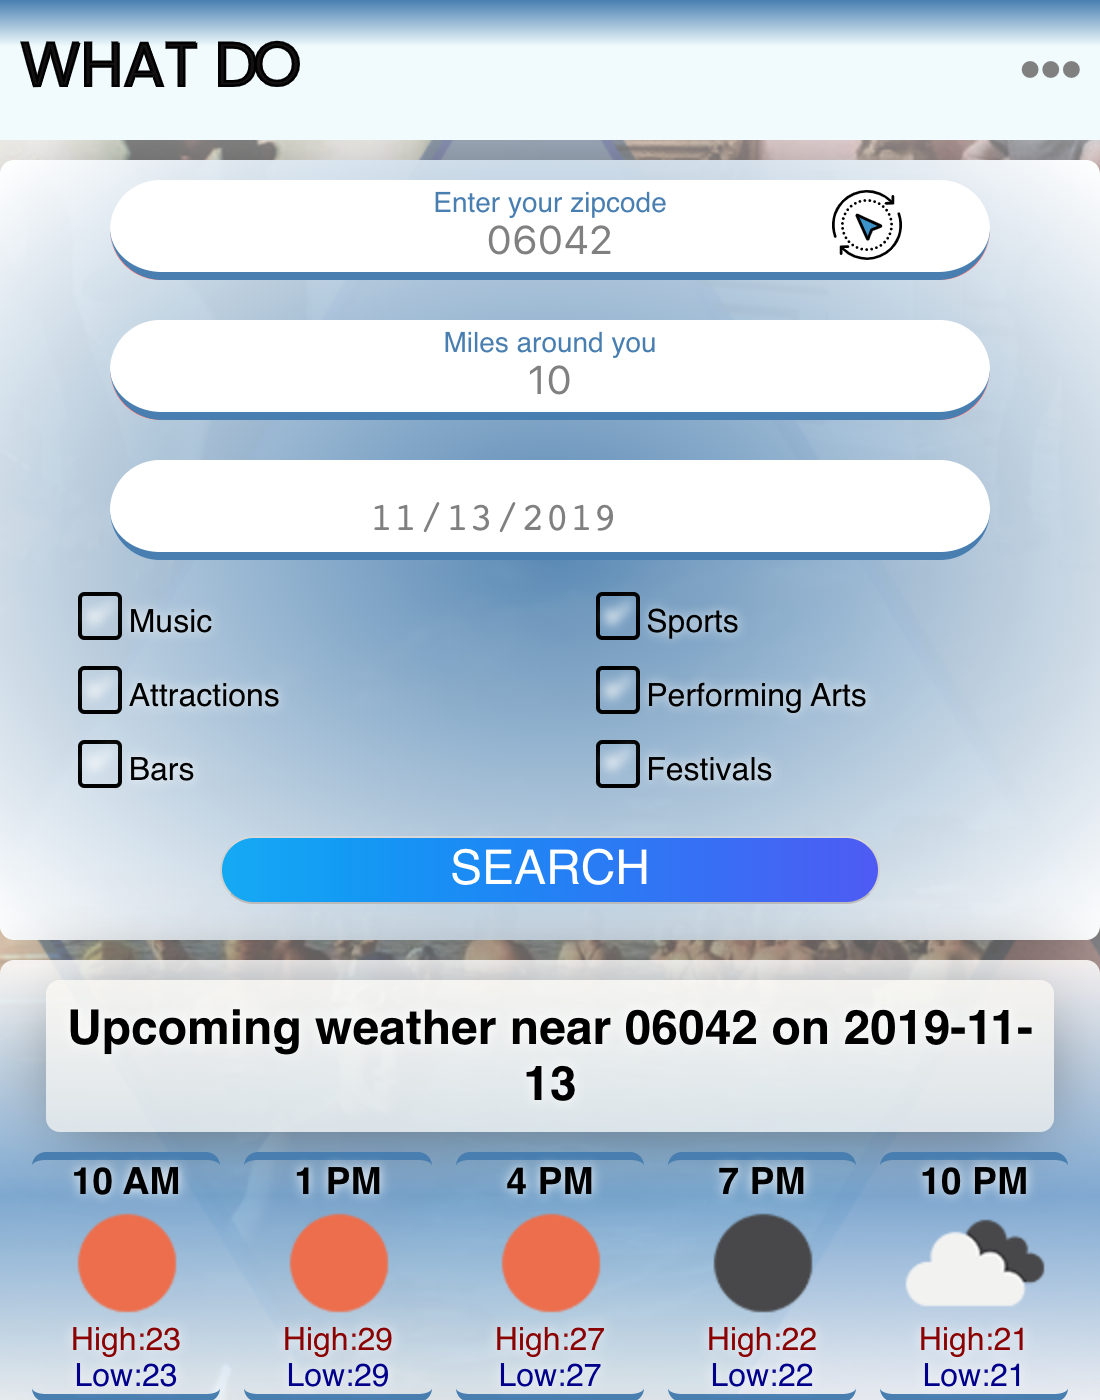 WHAT DO
Enter your zipcode
06042
Miles around you
10
11/13/2019
Music
Sports
Attractions
Performing Arts
Bars
Festivals
SEARCH
Upcoming weather near 06042 on 2019-11-
13
10 AM
1 PM
4 PM
7 PM
10 PM
High:23
High:29
High:27
High:22
High:21
Low:23
Low:29
Low:27
Low:22
Low:21